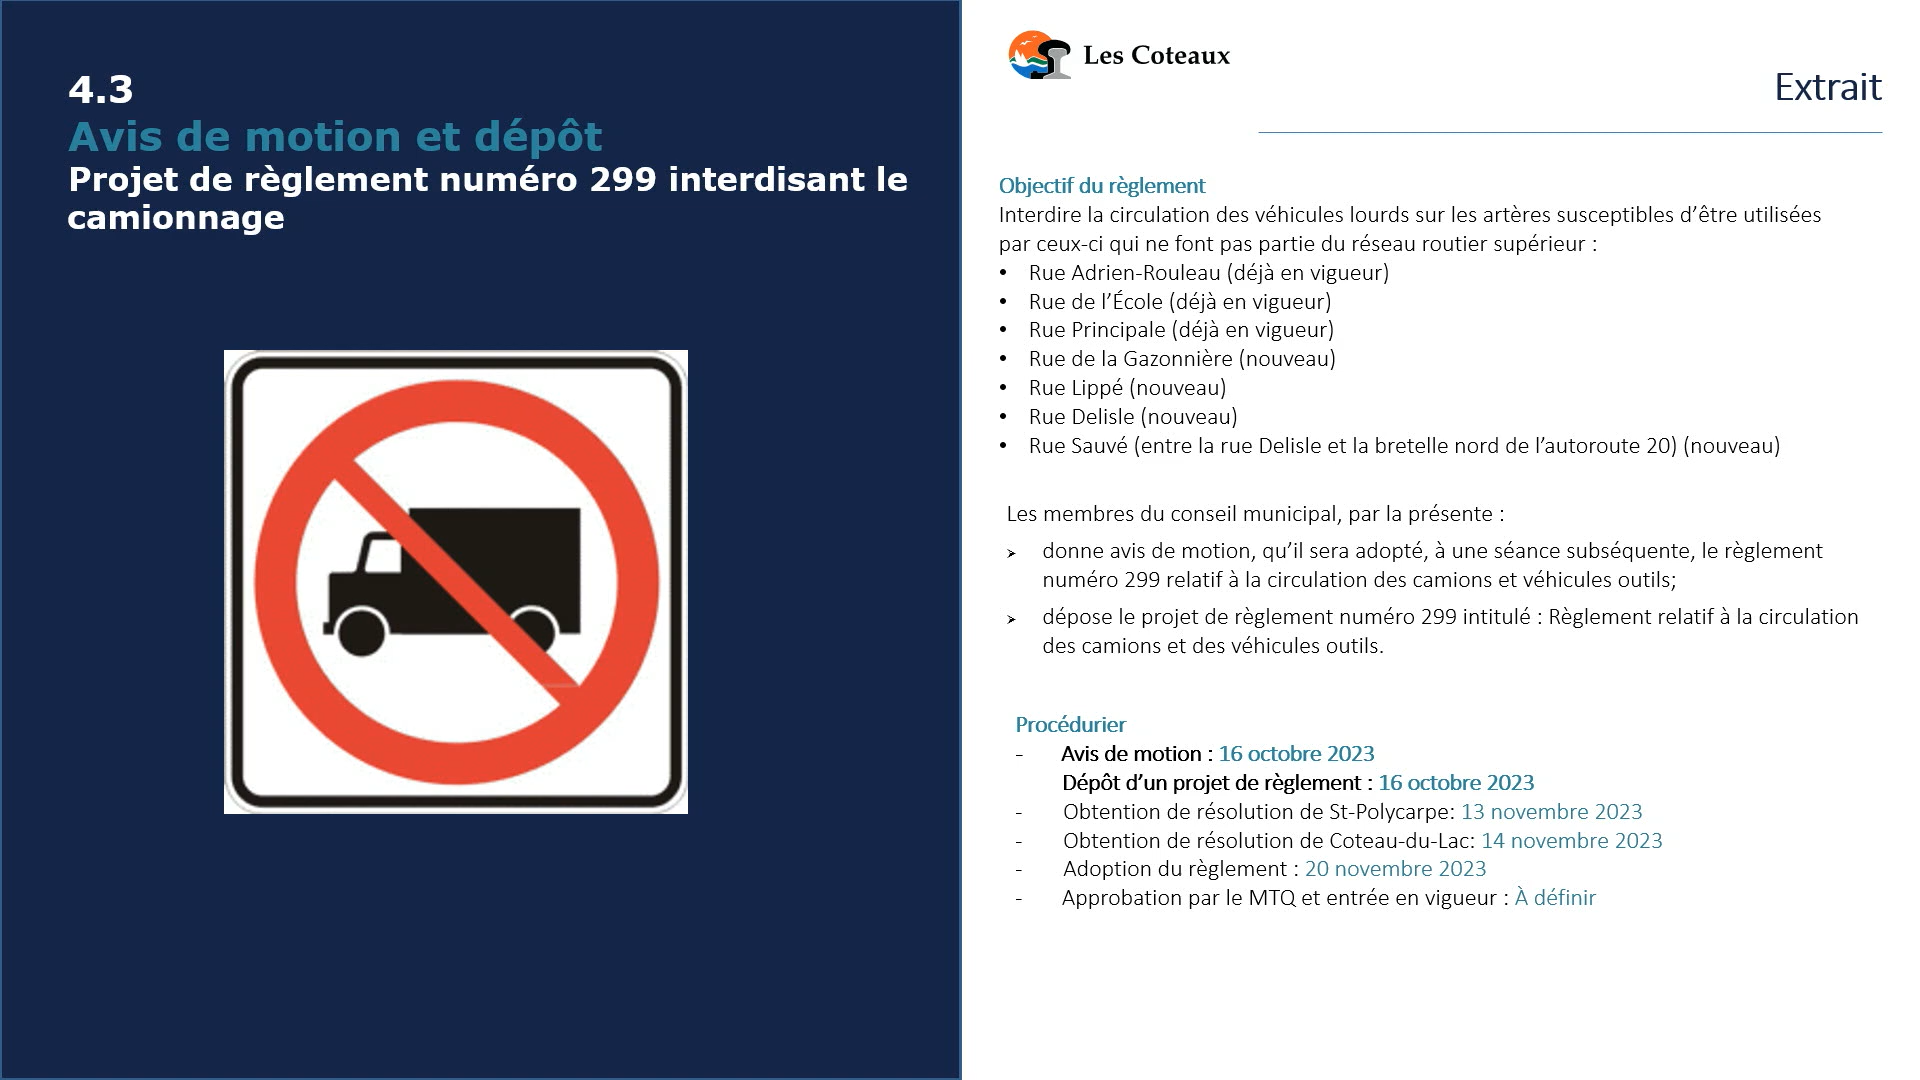 4.3
Avis de motion et dépôt
Projet de règlement numéro 299 interdisant le
camionnage
Les Coteaux
Extrait
Objectif du règlement
Interdire la circulation des véhicules lourds sur les artères susceptibles d’être utilisées
par ceux-ci qui ne font pas partie du réseau routier supérieur :
• Rue Adrien-Rouleau (déjà en vigueur)
• Rue de l’École (déjà en vigueur)
• Rue Principale (déjà en vigueur)
• Rue de la Gazonnière (nouveau)
• Rue Lippé (nouveau)
• Rue Delisle (nouveau)
• Rue Sauvé (entre la rue Delisle et la bretelle nord de l’autoroute 20) (nouveau)
Les membres du conseil municipal, par la présente :
➢ donne avis de motion, qu’il sera adopté, à une séance subséquente, le règlement
numéro 299 relatif à la circulation des camions et véhicules outils;
➢ dépose le projet de règlement numéro 299 intitulé : Règlement relatif à la circulation
des camions et des véhicules outils.
Procédurier
- Avis de motion : 16 octobre 2023
Dépôt d’un projet de règlement : 16 octobre 2023
- Obtention de résolution de St-Polycarpe: 13 novembre 2023
- Obtention de résolution de Coteau-du-Lac: 14 novembre 2023
- Adoption du règlement : 20 novembre 2023
- Approbation par le MTQ et entrée en vigueur : À définir